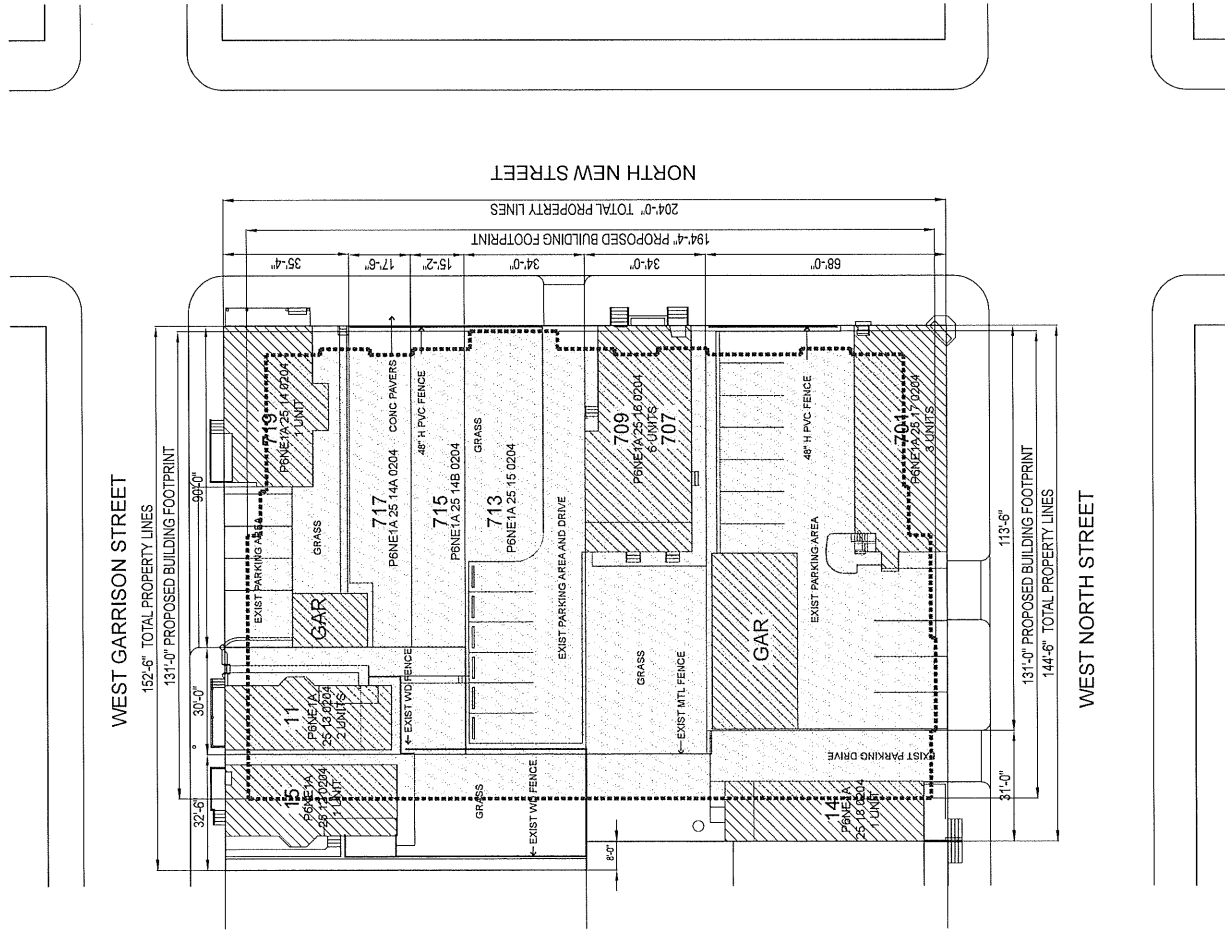 NORTH NEW STREET
204'-0" TOTAL PROPERTY LINES
194'-4" PROPOSED BUILDING FOOTPRINT
35'-4"
17'-6"
15'-2"
34'-0"
34'-0"
68'-0"
WEST GARRISON STREET
152'-6" TOTAL PROPERTY LINES
131'-0" PROPOSED BUILDING FOOTPRINT
90'-0"
30'-0"
32'-6"
719
P6NE1A 25 14 0204
1 UNIT
EXIST PARKING AREA
GRASS
GAR
717
P6NE1A 25 14A 0204
CONC PAVERS
48" H PVC FENCE
715
P6NE1A 25 14B 0204
GRASS
713
P6NE1A 25 15 0204
EXIST PARKING AREA AND DRIVE
709
P6NE1A 25 16 0204
6 UNITS
707
GRASS
EXIST MTL FENCE
48" H PVC FENCE
EXIST PARKING AREA
GAR
701
P6NE1A 25 17 0204
3 UNITS
11
P6NE1A
25 13 0204
2 UNITS
EXIST WD FENCE
15
P6NE1A
25 12 0204
1 UNIT
GRASS
EXIST WD FENCE
8'-0"
EXIST PARKING DRIVE
14
P6NE1A
25 18 0204
1 UNIT
113'-6"
31'-0"
131'-0" PROPOSED BUILDING FOOTPRINT
144'-6" TOTAL PROPERTY LINES
WEST NORTH STREET